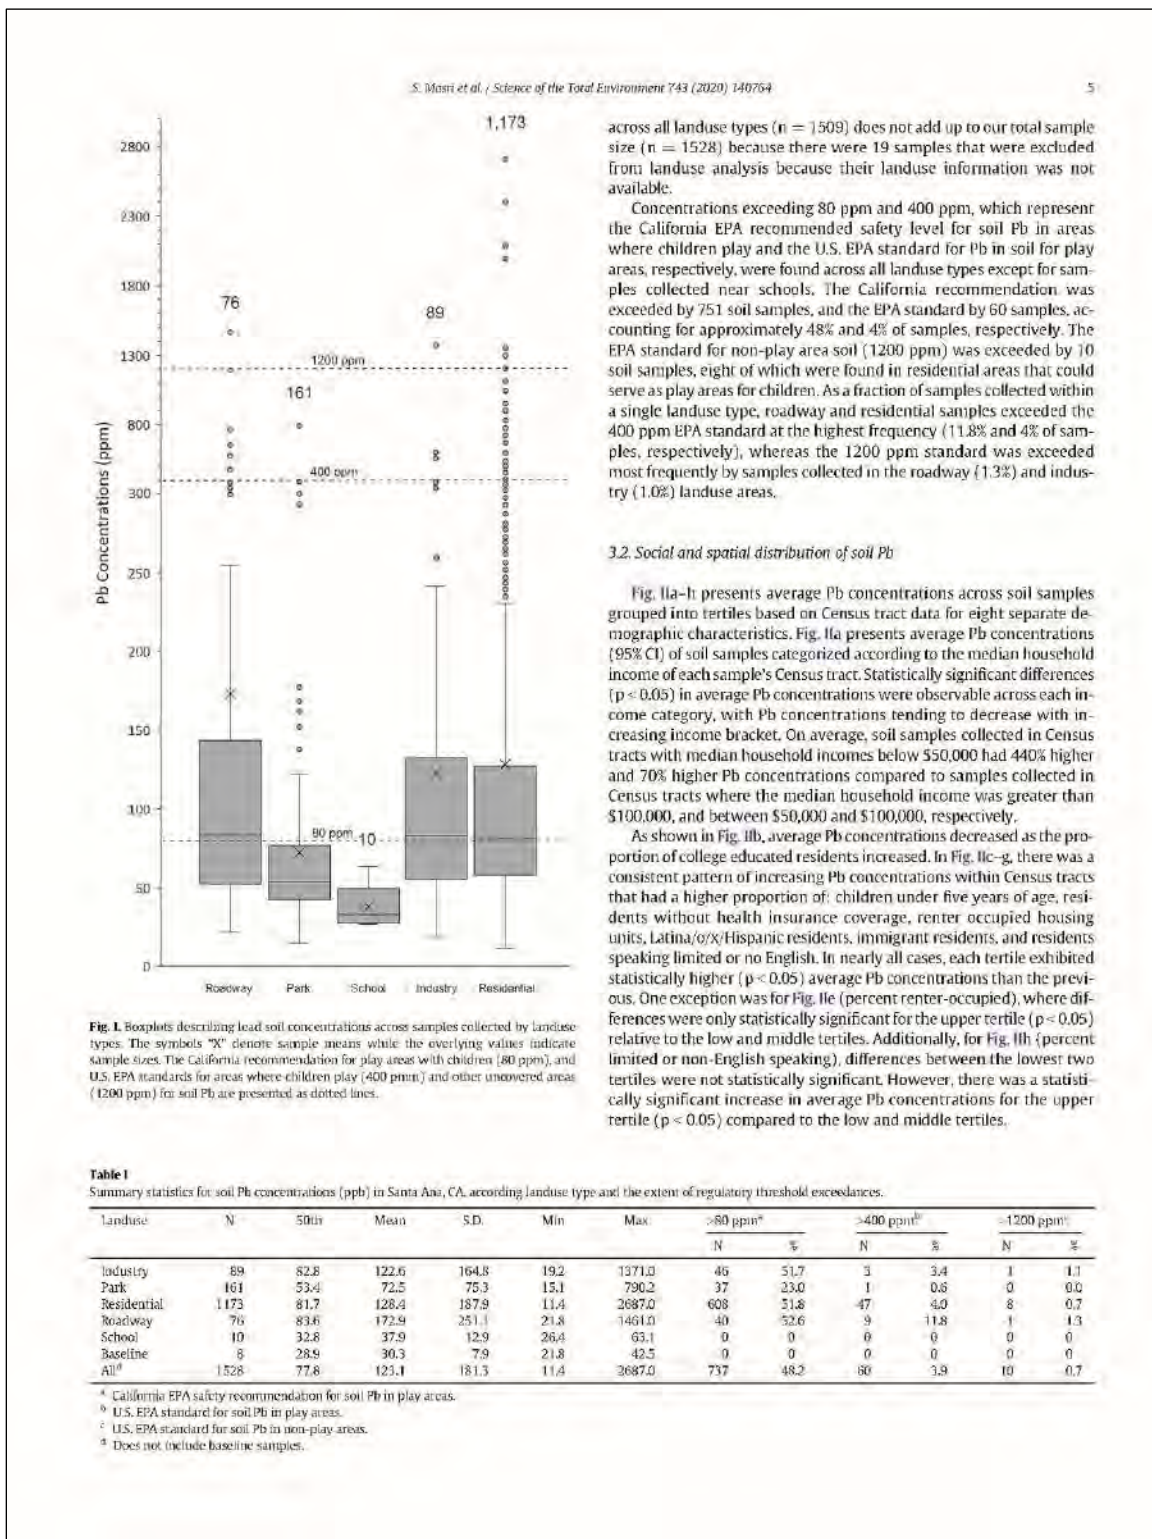 S. Masri et al. / Science of the Total Environment 743 (2020) 140764
5
1,173
2800
2300
1800
76
89
1300
1200 ppm
161
800
400 ppm
300
Pb Concentrations (ppm)
250
200
150
100
80 ppm
10
50
0
Roadway Park School Industry Residential
Fig. I. Boxplots describing lead soil concentrations across samples collected by landuse
types. The symbols "X" denote sample means while the overlying values indicate
sample sizes. The California recommendation for play areas with children (80 ppm), and
U.S. EPA standards for areas where children play (400 pmm) and other uncovered areas
(1200 ppm) for soil Pb are presented as dotted lines.
across all landuse types (n = 1509) does not add up to our total sample
size (n = 1528) because there were 19 samples that were excluded
from landuse analysis because their landuse information was not
available.
Concentrations exceeding 80 ppm and 400 ppm, which represent
the California EPA recommended safety level for soil Pb in areas
where children play and the U.S. EPA standard for Pb in soil for play
areas, respectively, were found across all landuse types except for sam-
ples collected near schools. The California recommendation was
exceeded by 751 soil samples, and the EPA standard by 60 samples, ac-
counting for approximately 48% and 4% of samples, respectively. The
EPA standard for non-play area soil (1200 ppm) was exceeded by 10
soil samples, eight of which were found in residential areas that could
serve as play areas for children. As a fraction of samples collected within
a single landuse type, roadway and residential samples exceeded the
400 ppm EPA standard at the highest frequency (11.8% and 4% of sam-
ples, respectively), whereas the 1200 ppm standard was exceeded
most frequently by samples collected in the roadway (1.3%) and indus-
try (1.0%) landuse areas.
3.2. Social and spatial distribution of soil Pb
Fig. IIa–h presents average Pb concentrations across soil samples
grouped into tertiles based on Census tract data for eight separate de-
mographic characteristics. Fig. IIa presents average Pb concentrations
(95% CI) of soil samples categorized according to the median household
income of each sample's Census tract. Statistically significant differences
(p < 0.05) in average Pb concentrations were observable across each in-
come category, with Pb concentrations tending to decrease with in-
creasing income bracket. On average, soil samples collected in Census
tracts with median household incomes below $50,000 had 440% higher
and 70% higher Pb concentrations compared to samples collected in
Census tracts where the median household income was greater than
$100,000, and between $50,000 and $100,000, respectively.
As shown in Fig. IIb, average Pb concentrations decreased as the pro-
portion of college educated residents increased. In Fig. IIc–g, there was a
consistent pattern of increasing Pb concentrations within Census tracts
that had a higher proportion of: children under five years of age, resi-
dents without health insurance coverage, renter occupied housing
units, Latina/o/x/Hispanic residents, immigrant residents, and residents
speaking limited or no English. In nearly all cases, each tertile exhibited
statistically higher (p < 0.05) average Pb concentrations than the previ-
ous. One exception was for Fig. IIe (percent renter-occupied), where dif-
ferences were only statistically significant for the upper tertile (p < 0.05)
relative to the low and middle tertiles. Additionally, for Fig. IIh (percent
limited or non-English speaking), differences between the lowest two
tertiles were not statistically significant. However, there was a statisti-
cally significant increase in average Pb concentrations for the upper
tertile (p < 0.05) compared to the low and middle tertiles.
Table I
Summary statistics for soil Pb concentrations (ppb) in Santa Ana, CA, according landuse type and the extent of regulatory threshold exceedances.
Landuse N 50th Mean S.D. Min Max >80 ppm^a >400 ppm^b >1200 ppm^c
N % N % N %
Industry 89 82.8 122.6 164.8 19.2 1371.0 46 51.7 3 3.4 1 1.1
Park 161 53.4 72.5 75.3 15.1 790.2 37 23.0 1 0.6 0 0.0
Residential 1173 81.7 128.4 187.9 11.4 2687.0 608 51.8 47 4.0 8 0.7
Roadway 76 83.6 172.9 251.1 21.8 1461.0 40 52.6 9 11.8 1 1.3
School 10 32.8 37.9 12.9 26.4 63.1 0 0 0 0 0 0
Baseline 8 28.9 30.3 7.9 21.8 42.5 0 0 0 0 0 0
All^d 1528 77.8 123.1 181.3 11.4 2687.0 737 48.2 60 3.9 10 0.7
a California EPA safety recommendation for soil Pb in play areas.
b U.S. EPA standard for soil Pb in play areas.
c U.S. EPA standard for soil Pb in non-play areas.
d Does not include baseline samples.